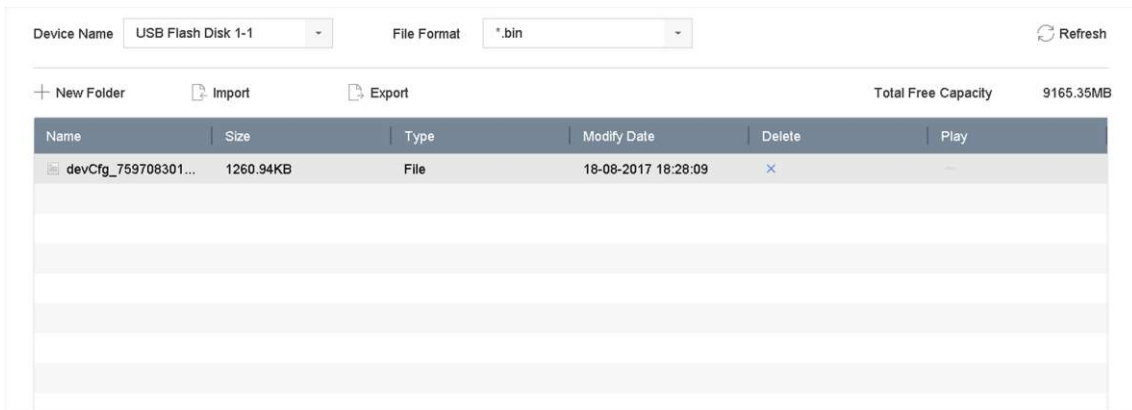 Device Name USB Flash Disk 1-1 File Format *.bin Refresh
New Folder Import Export Total Free Capacity 9165.35MB
Name Size Type Modify Date Delete Play
devCfg_759708301... 1260.94KB File 18-08-2017 18:28:09